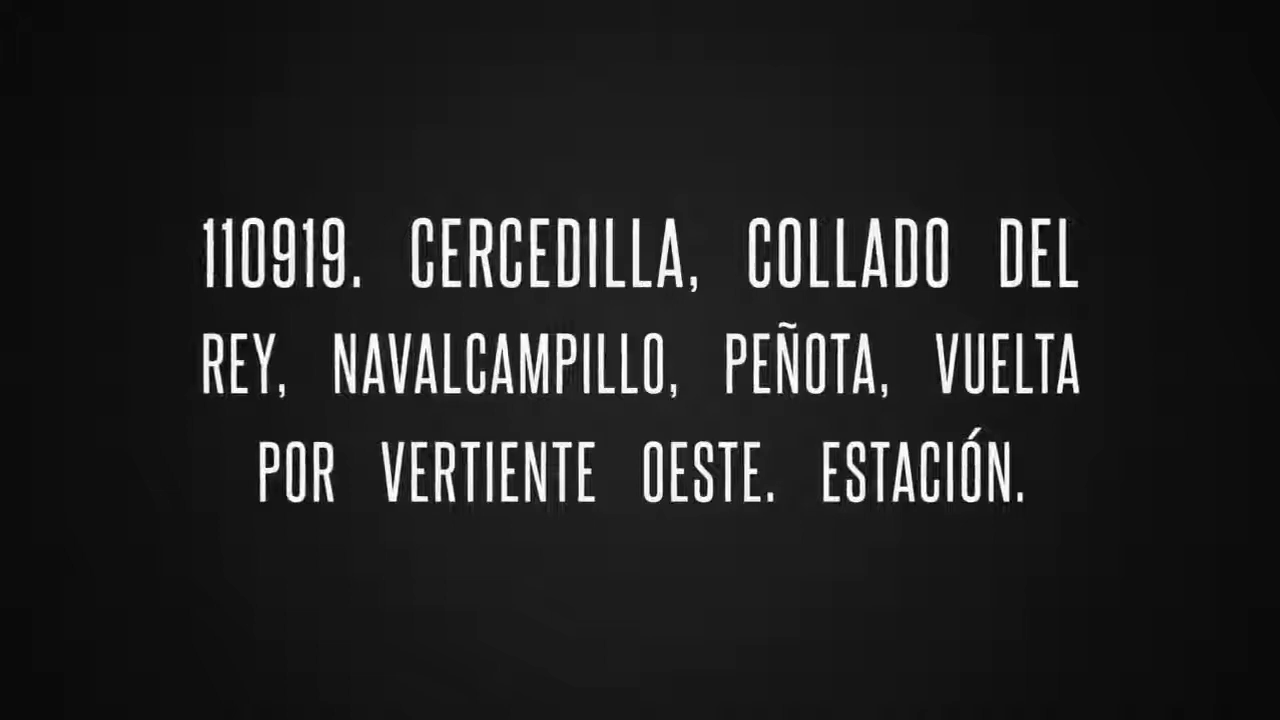 110919. CERCEDILLA, COLLADO DEL
REY, NAVALCAMPILLO, PEÑOTA, VUELTA
POR VERTIENTE OESTE. ESTACIÓN.